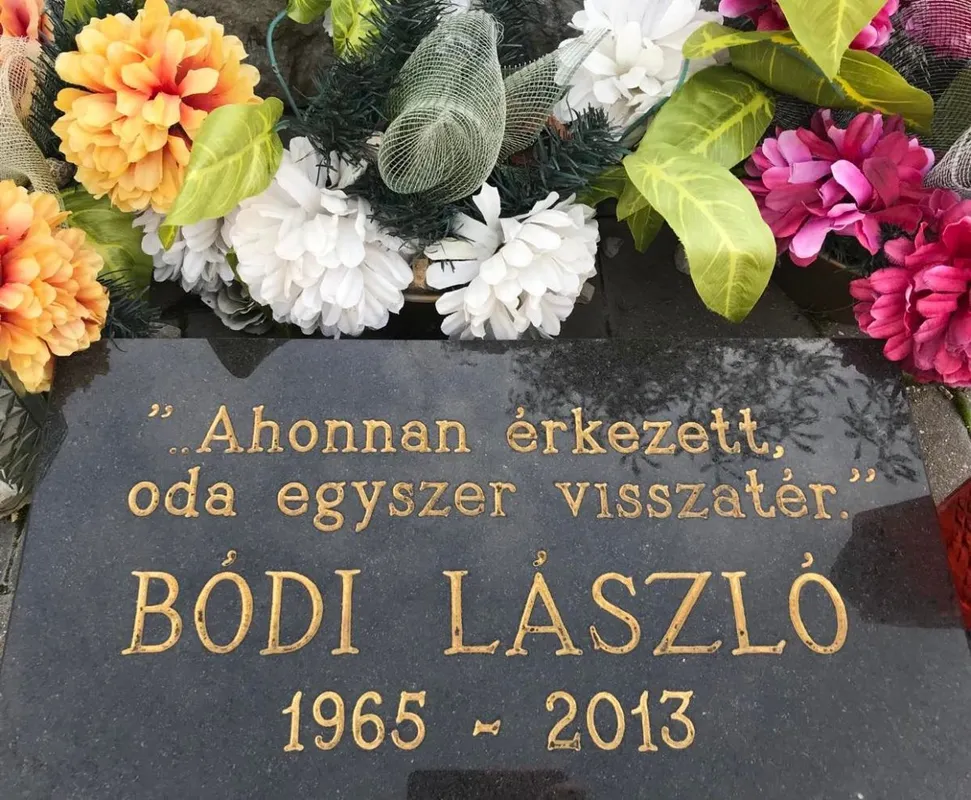 ”..Ahonnan érkezett,
oda egyszer visszatér.”
BÓDI LÁSZLÓ
1965 - 2013